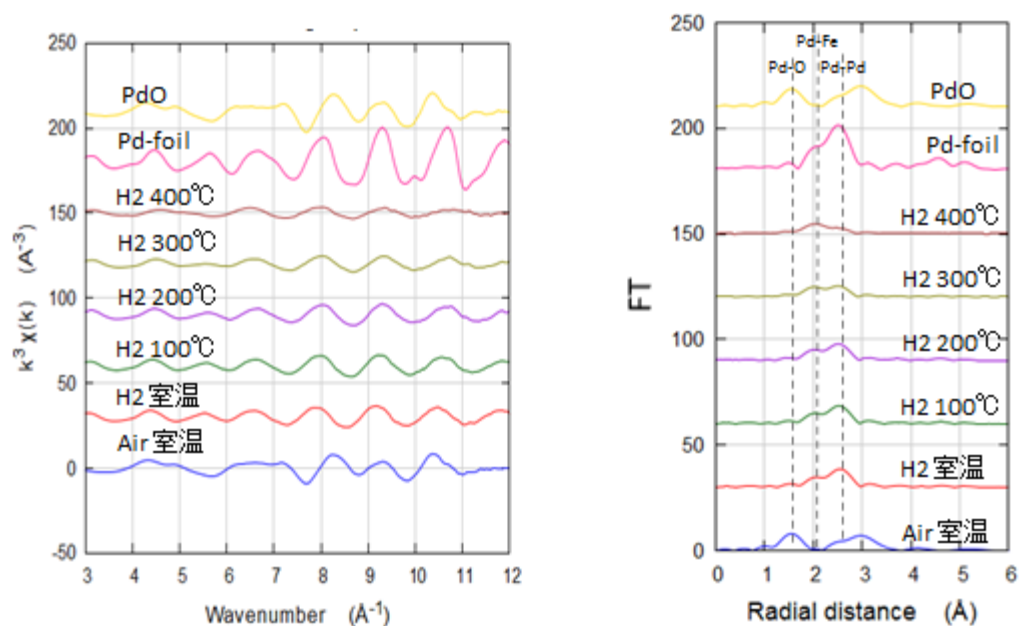 250
200
150
100
50
0
-50
k³ χ(k) (A⁻³)
PdO
Pd-foil
H2 400℃
H2 300℃
H2 200℃
H2 100℃
H2 室温
Air 室温
3 4 5 6 7 8 9 10 11 12
Wavenumber (Å⁻¹)
250
200
150
100
50
0
FT
Pd-Fe
Pd-O Pd-Pd
PdO
Pd-foil
H2 400℃
H2 300℃
H2 200℃
H2 100℃
H2 室温
Air 室温
0 1 2 3 4 5 6
Radial distance (Å)